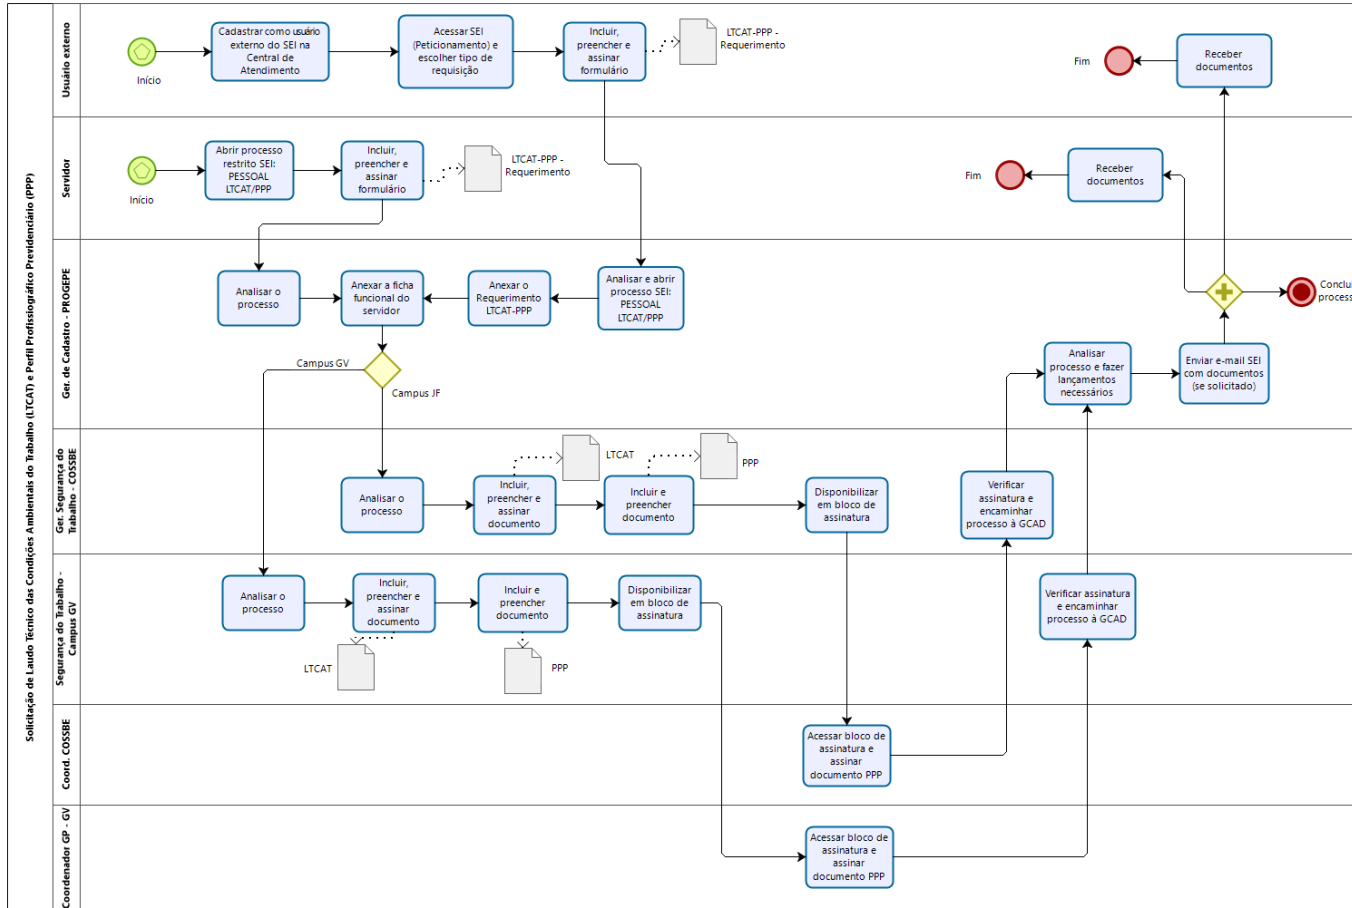 Solicitação de Laudo Técnico das Condições Ambientais do Trabalho (LTCAT) e Perfil Profissiográfico Previdenciário (PPP)
Usuário externo
Início
Cadastrar como usuário
externo do SEI na
Central de
Atendimento
Acessar SEI
(Peticionamento) e
escolher tipo de
requisição
Incluir,
preencher e
assinar
formulário
LTCAT-PPP -
Requerimento
Fim
Receber
documentos
Servidor
Início
Abrir processo
restrito SEI:
PESSOAL
LTCAT/PPP
Incluir,
preencher e
assinar
formulário
LTCAT-PPP -
Requerimento
Fim
Receber
documentos
Ger. de Cadastro - PROGEPE
Analisar o
processo
Anexar a ficha
funcional do
servidor
Anexar o
Requerimento
LTCAT-PPP
Analisar e abrir
processo SEI:
PESSOAL
LTCAT/PPP
Campus GV
Campus JF
Analisar
processo e fazer
lançamentos
necessários
Enviar e-mail SEI
com documentos
(se solicitado)
Conclui
process
Ger. Segurança do
Trabalho - COSSBE
Analisar o
processo
Incluir,
preencher e
assinar
documento
LTCAT
Incluir e
preencher
documento
PPP
Disponibilizar
em bloco de
assinatura
Verificar
assinatura e
encaminhar
processo à GCAD
Segurança do Trabalho -
Campus GV
Analisar o
processo
Incluir,
preencher e
assinar
documento
LTCAT
Incluir e
preencher
documento
PPP
Disponibilizar
em bloco de
assinatura
Verificar assinatura
e encaminhar
processo à GCAD
Coord. COSSBE
Acessar bloco de
assinatura e
assinar
documento PPP
Coordenador GP - GV
Acessar bloco de
assinatura e
assinar
documento PPP